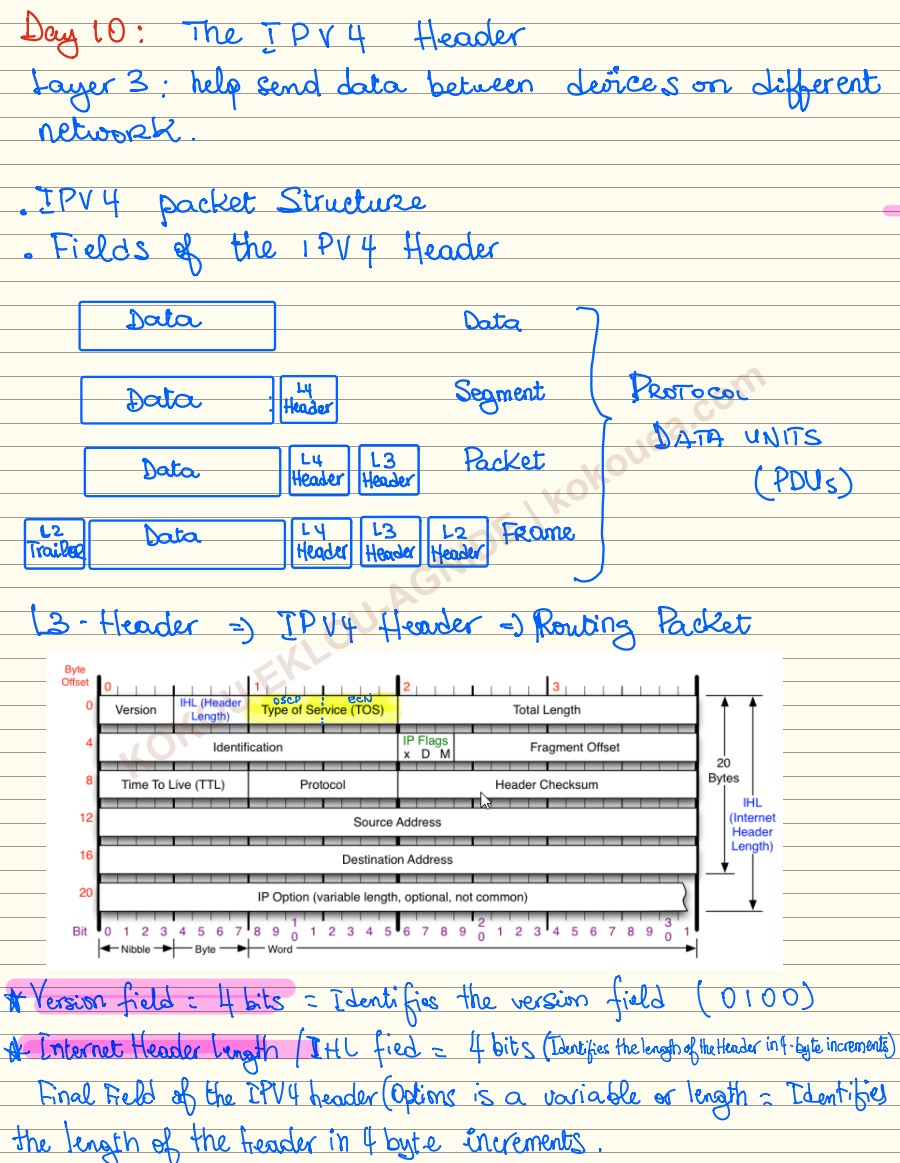 Day 10: The IPV4 Header
Layer 3: help send data between devices on different
network.
. IPV4 packet Structure
. Fields of the IPV4 Header
Data Data
Data : L4 Header Segment
Data L4 Header L3 Header Packet
L2 Trailer Data L4 Header L3 Header L2 Header Frame
PROTOCOL
DATA UNITS
(PDUs)
KOKOU EKLOU-AGNIDE | kokouea.com
L3-Header => IPV4 Header => Routing Packet
Byte Offset 0 1 2 3
0 Version IHL (Header Length) DSCP ECN Type of Service (TOS) Total Length
4 Identification IP Flags x D M Fragment Offset
8 Time To Live (TTL) Protocol Header Checksum
12 Source Address
16 Destination Address
20 IP Option (variable length, optional, not common)
20 Bytes
IHL (Internet Header Length)
Bit 0 1 2 3 4 5 6 7 8 9 10 1 2 3 4 5 6 7 8 9 20 1 2 3 4 5 6 7 8 9 30 1
Nibble Byte Word
* Version field = 4 bits = Identifies the version field (0100)
* Internet Header Length / IHL fied = 4 bits (Identifies the length of the Header in 4-byte increments)
Final Field of the IPV4 header (Options is a variable or length = Identifies
the length of the header in 4 byte increments.